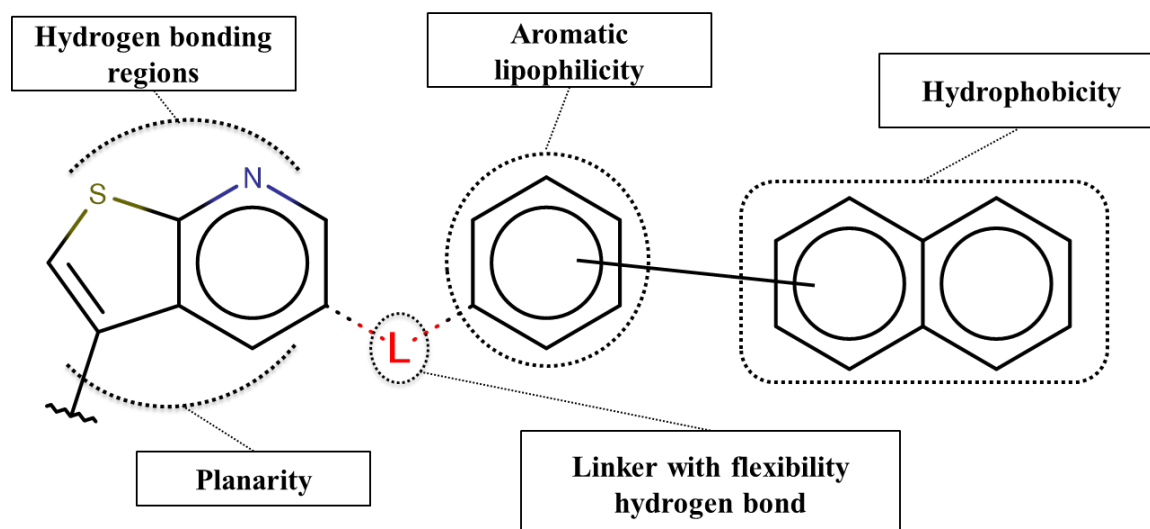 Hydrogen bonding
regions
Aromatic
lipophilicity
Hydrophobicity
S
N
L
Planarity
Linker with flexibility
hydrogen bond